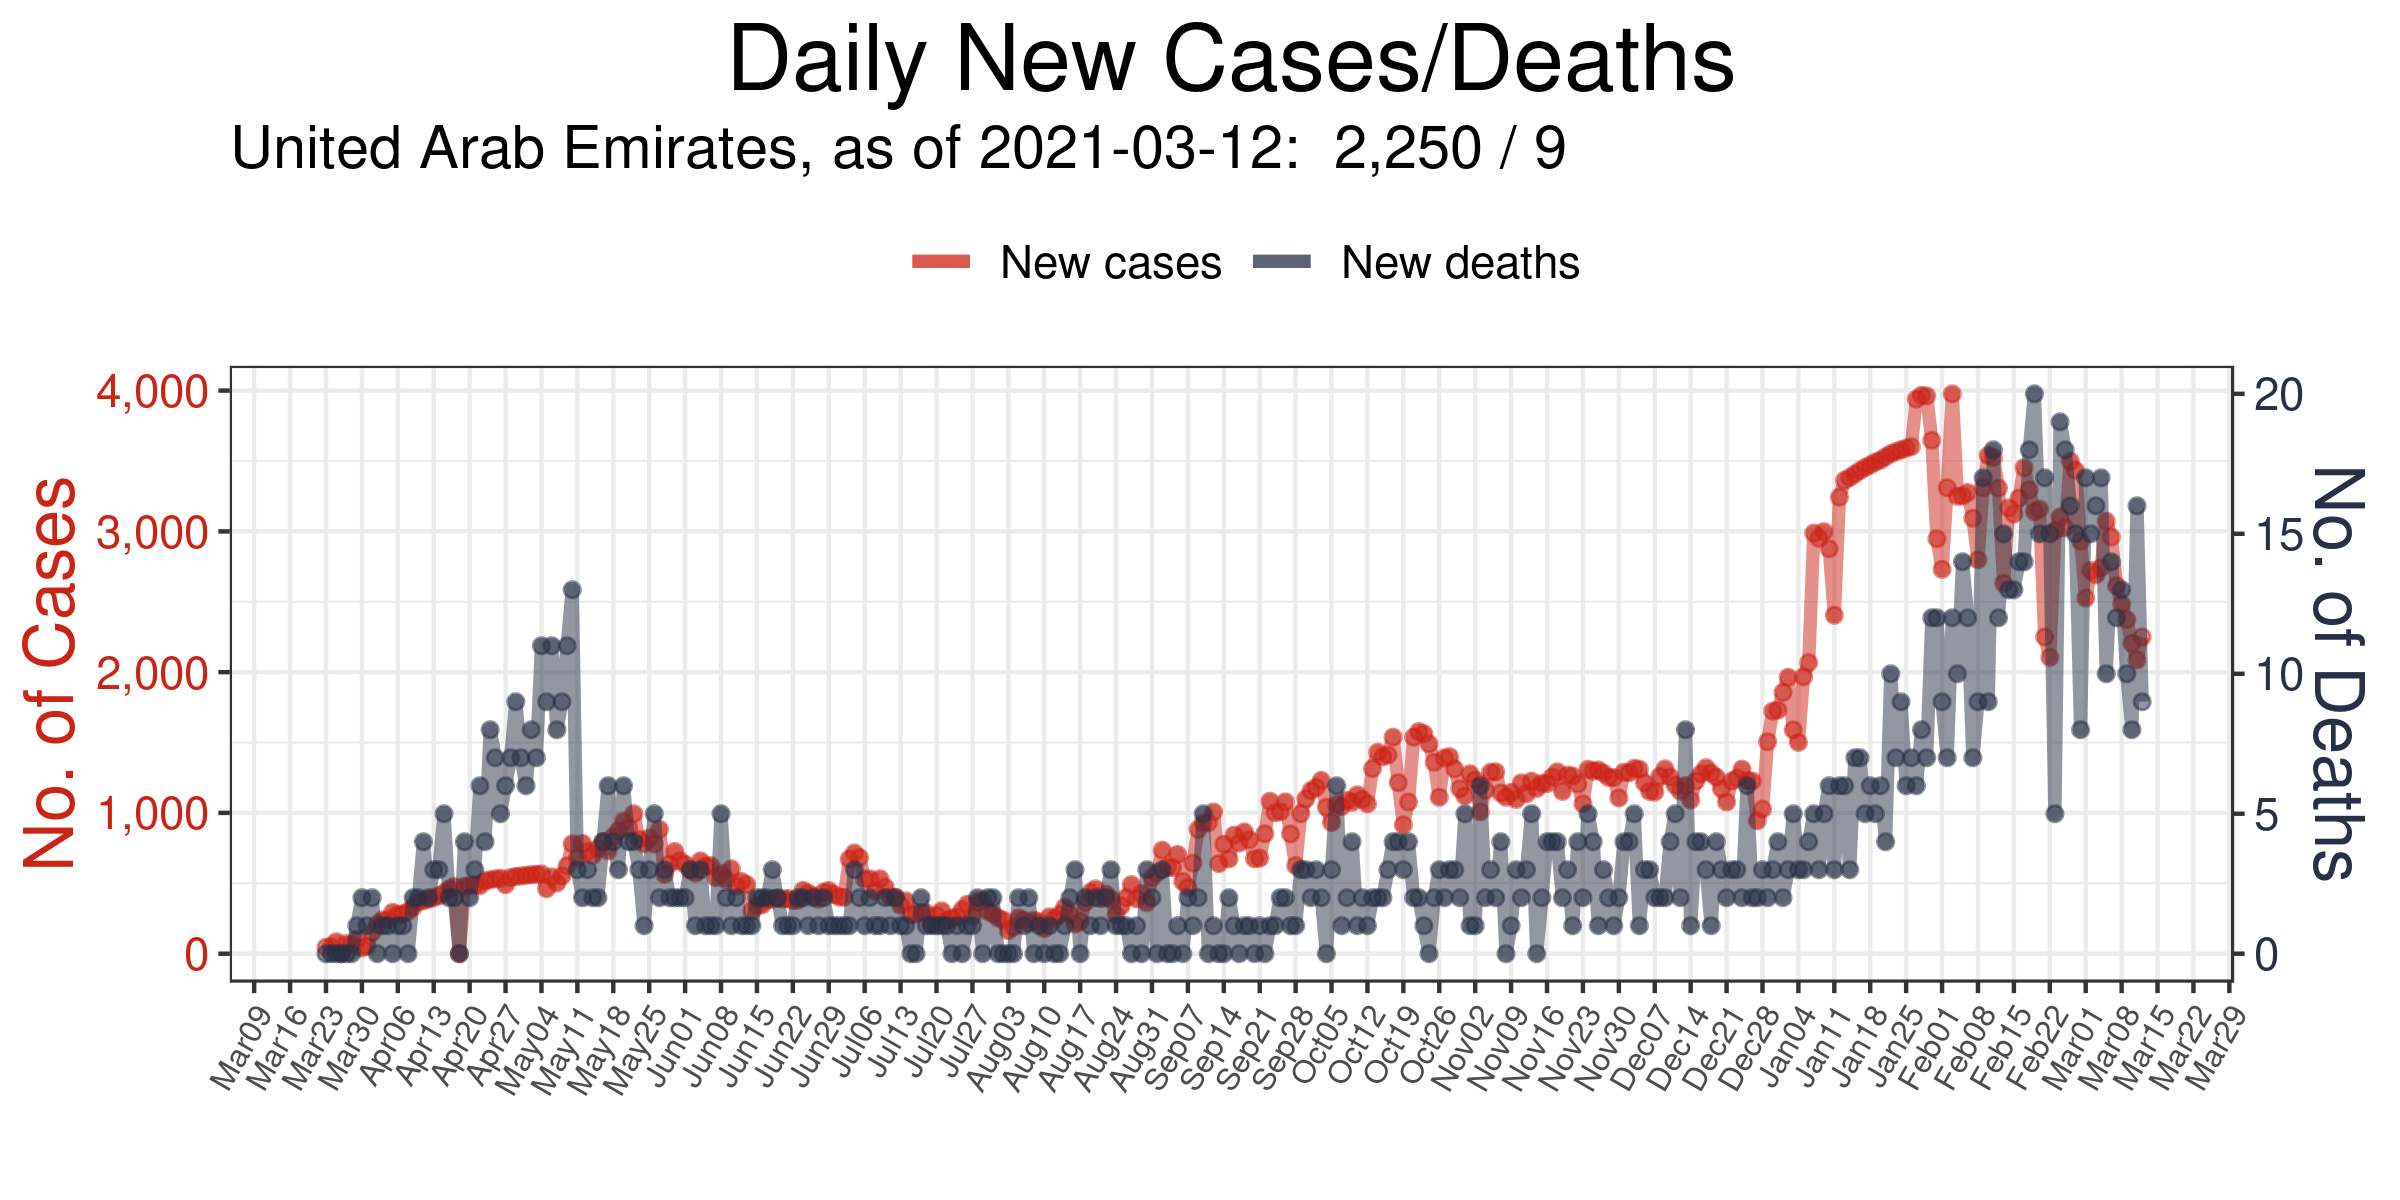 Daily New Cases/Deaths
United Arab Emirates, as of 2021-03-12:  2,250 / 9
New cases
New deaths
No. of Cases
4,000
3,000
2,000
1,000
0
20
15
10
5
0
No. of Deaths
Mar09
Mar16
Mar23
Mar30
Apr06
Apr13
Apr20
Apr27
May04
May11
May18
May25
Jun01
Jun08
Jun15
Jun22
Jun29
Jul06
Jul13
Jul20
Jul27
Aug03
Aug10
Aug17
Aug24
Aug31
Sep07
Sep14
Sep21
Sep28
Oct05
Oct12
Oct19
Oct26
Nov02
Nov09
Nov16
Nov23
Nov30
Dec07
Dec14
Dec21
Dec28
Jan04
Jan11
Jan18
Jan25
Feb01
Feb08
Feb15
Feb22
Mar01
Mar08
Mar15
Mar22
Mar29